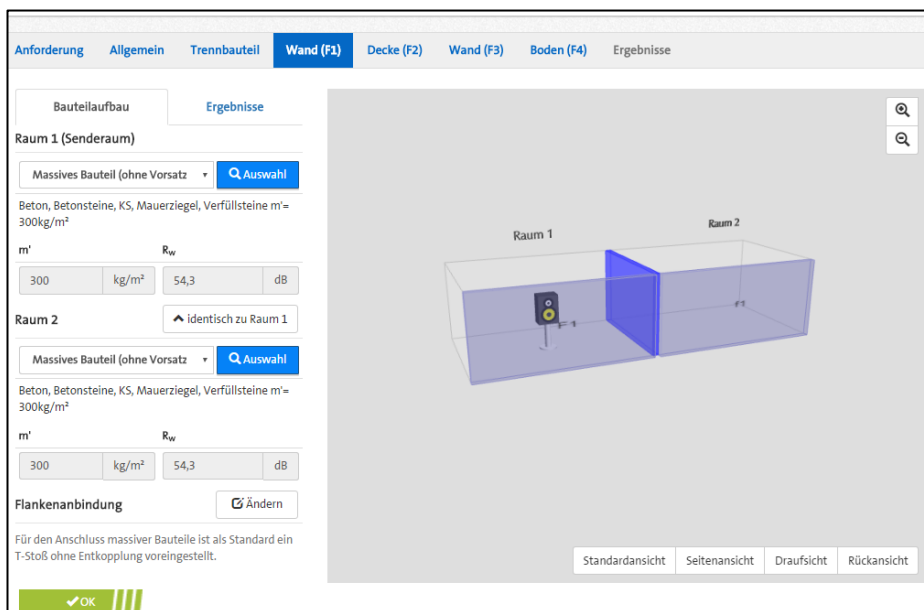 Anforderung Allgemein Trennbauteil Wand (F1) Decke (F2) Wand (F3) Boden (F4) Ergebnisse
Bauteilaufbau Ergebnisse
Raum 1 (Senderaum)
Massives Bauteil (ohne Vorsatz Auswahl
Beton, Betonsteine, KS, Mauerziegel, Verfüllsteine m'=
300kg/m²
m' Rw
300 kg/m² 54,3 dB
Raum 2 identisch zu Raum 1
Massives Bauteil (ohne Vorsatz Auswahl
Beton, Betonsteine, KS, Mauerziegel, Verfüllsteine m'=
300kg/m²
m' Rw
300 kg/m² 54,3 dB
Flankenanbindung Ändern
Für den Anschluss massiver Bauteile ist als Standard ein
T-Stoß ohne Entkopplung voreingestellt.
OK
Raum 1
Raum 2
F1
F1
Standardansicht Seitenansicht Draufsicht Rückansicht